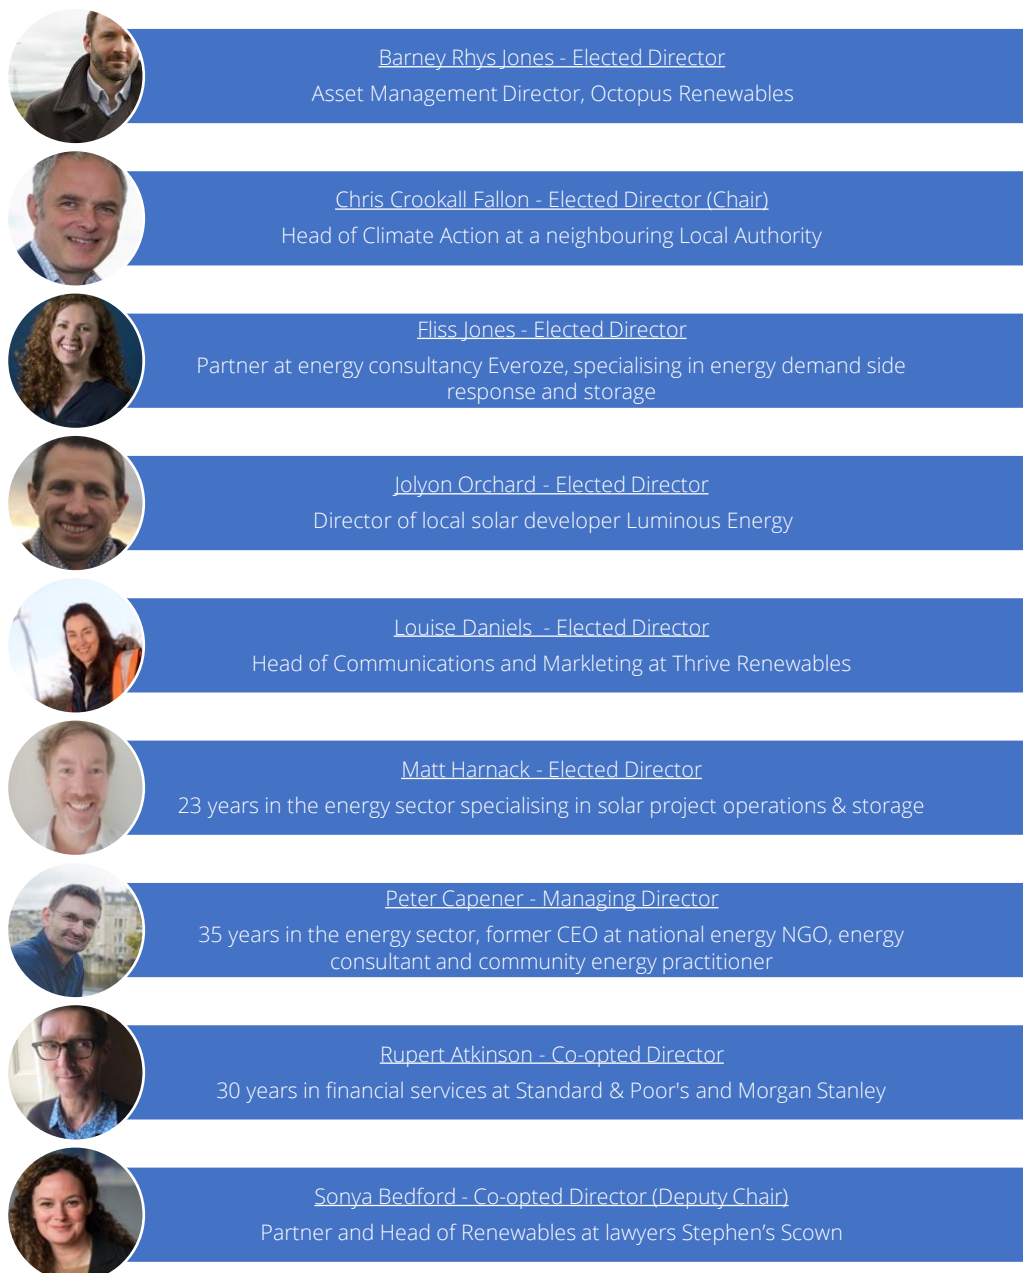 Barney Rhys Jones - Elected Director
Asset Management Director, Octopus Renewables
Chris Crookall Fallon - Elected Director (Chair)
Head of Climate Action at a neighbouring Local Authority
Fliss Jones - Elected Director
Partner at energy consultancy Everoze, specialising in energy demand side
response and storage
Jolyon Orchard - Elected Director
Director of local solar developer Luminous Energy
Louise Daniels  - Elected Director
Head of Communications and Markleting at Thrive Renewables
Matt Harnack - Elected Director
23 years in the energy sector specialising in solar project operations & storage
Peter Capener - Managing Director
35 years in the energy sector, former CEO at national energy NGO, energy
consultant and community energy practitioner
Rupert Atkinson - Co-opted Director
30 years in financial services at Standard & Poor's and Morgan Stanley
Sonya Bedford - Co-opted Director (Deputy Chair)
Partner and Head of Renewables at lawyers Stephen’s Scown